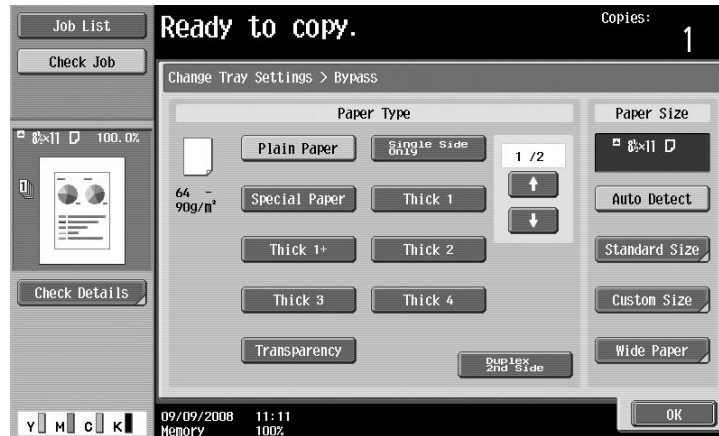 Job List
Check Job
Ready to copy.
Copies:
1
Change Tray Settings > Bypass
8½×11 100.0%
Check Details
Y M C K
Paper Type
64 - 90g/m²
Plain Paper
Single Side Only
Special Paper
Thick 1
Thick 1+
Thick 2
Thick 3
Thick 4
Transparency
Duplex 2nd Side
1 /2
Paper Size
8½×11
Auto Detect
Standard Size
Custom Size
Wide Paper
09/09/2008 11:11
Memory 100%
OK